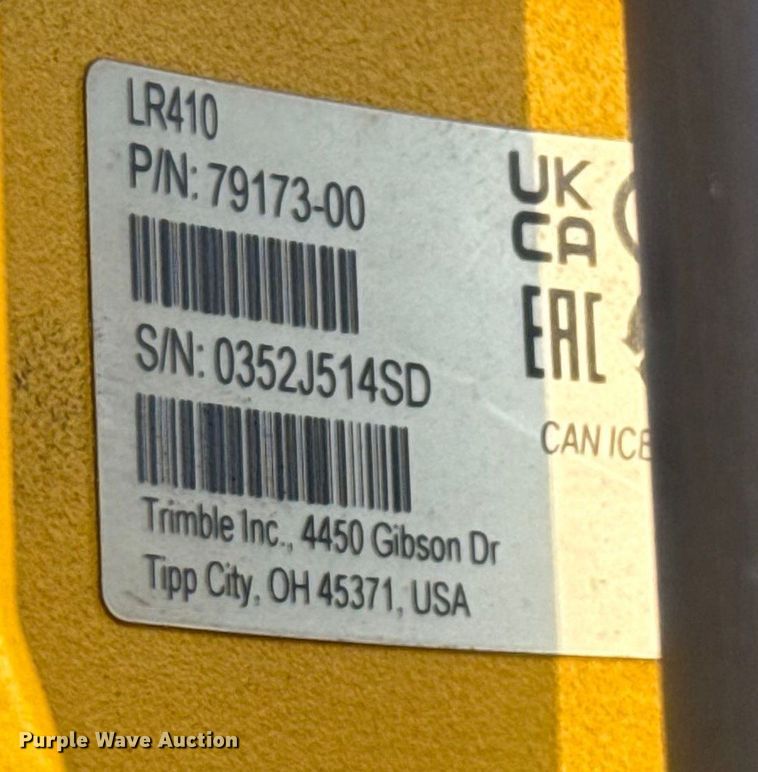 LR410
P/N: 79173-00
S/N: 0352J514SD
Trimble Inc., 4450 Gibson Dr
Tipp City, OH 45371, USA
UK
CA
EAC
CAN ICE
Purple Wave Auction